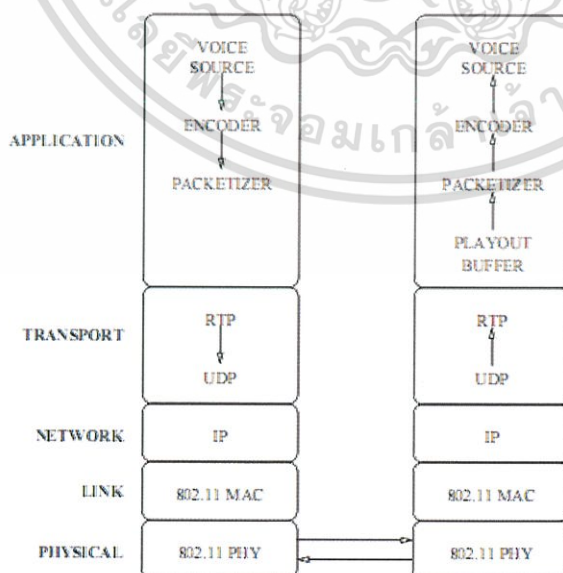 VOICE
SOURCE
ENCODER
PACKETIZER
VOICE
SOURCE
ENCODER
PACKETIZER
PLAYOUT
BUFFER
APPLICATION
RTP
UDP
RTP
UDP
TRANSPORT
NETWORK
IP
IP
LINK
802.11 MAC
802.11 MAC
PHYSICAL
802.11 PHY
802.11 PHY